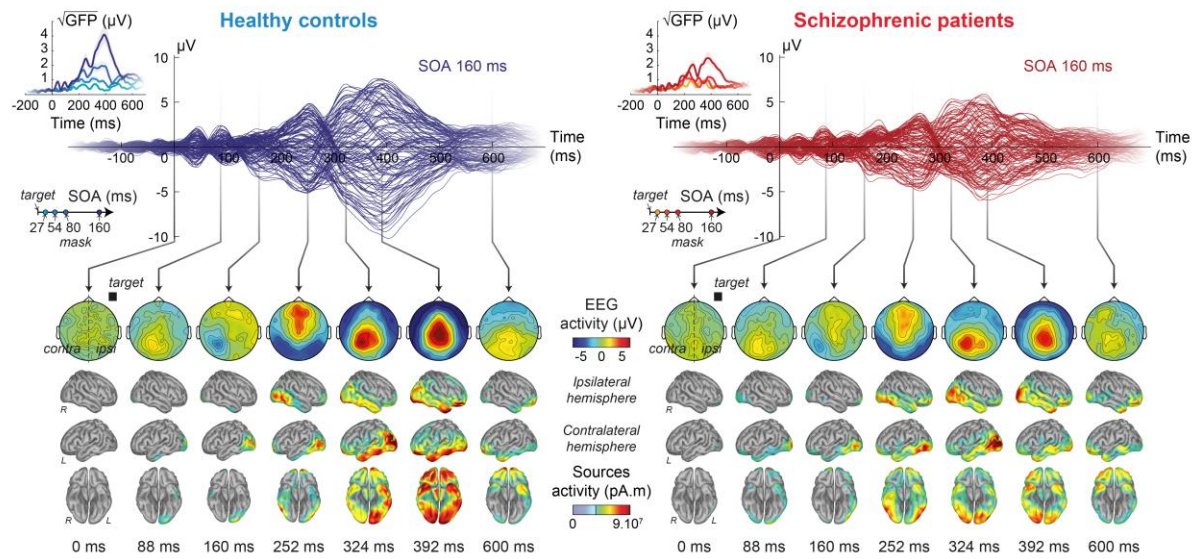 Healthy controls
√GFP (µV)
4
3
2
1
-200 0 200 400 600
Time (ms)
µV
10
5
-5
-10
SOA 160 ms
-100 100 200 300 400 500 600
Time
(ms)
target
SOA (ms)
27 54 80 160
mask
target
contra ipsi
R
L
R L
0 ms 88 ms 160 ms 252 ms 324 ms 392 ms 600 ms
EEG
activity (µV)
-5 0 5
Ipsilateral
hemisphere
Contralateral
hemisphere
Sources
activity (pA.m)
0 9.10⁷
Schizophrenic patients
√GFP (µV)
4
3
2
1
-200 0 200 400 600
Time (ms)
µV
10
5
-5
-10
SOA 160 ms
-100 100 200 300 400 500 600
Time
(ms)
target
SOA (ms)
27 54 80 160
mask
target
contra ipsi
R
L
R L
0 ms 88 ms 160 ms 252 ms 324 ms 392 ms 600 ms